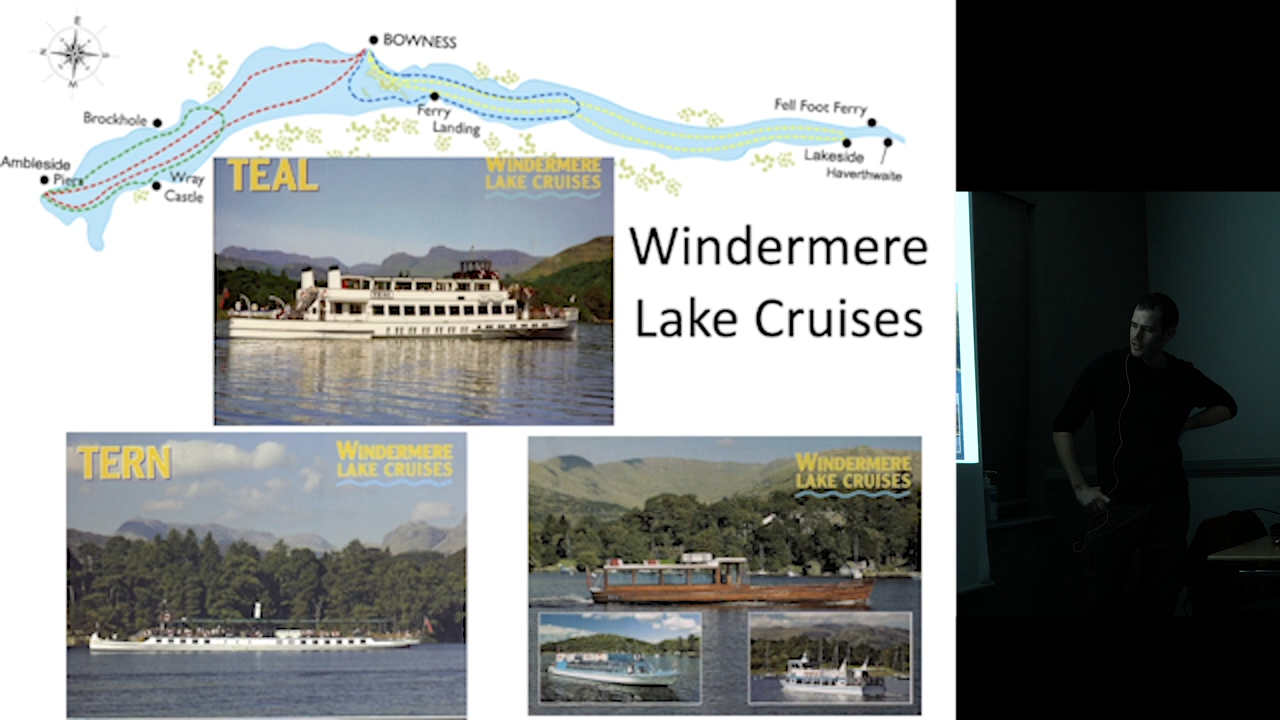 E
N
S
W
BOWNESS
Brockhole
Ferry
Landing
Fell Foot Ferry
Ambleside
Piers
Wray
Castle
Lakeside
Haverthwaite
TEAL
WINDERMERE
LAKE CRUISES
Windermere
Lake Cruises
TERN
WINDERMERE
LAKE CRUISES
WINDERMERE
LAKE CRUISES